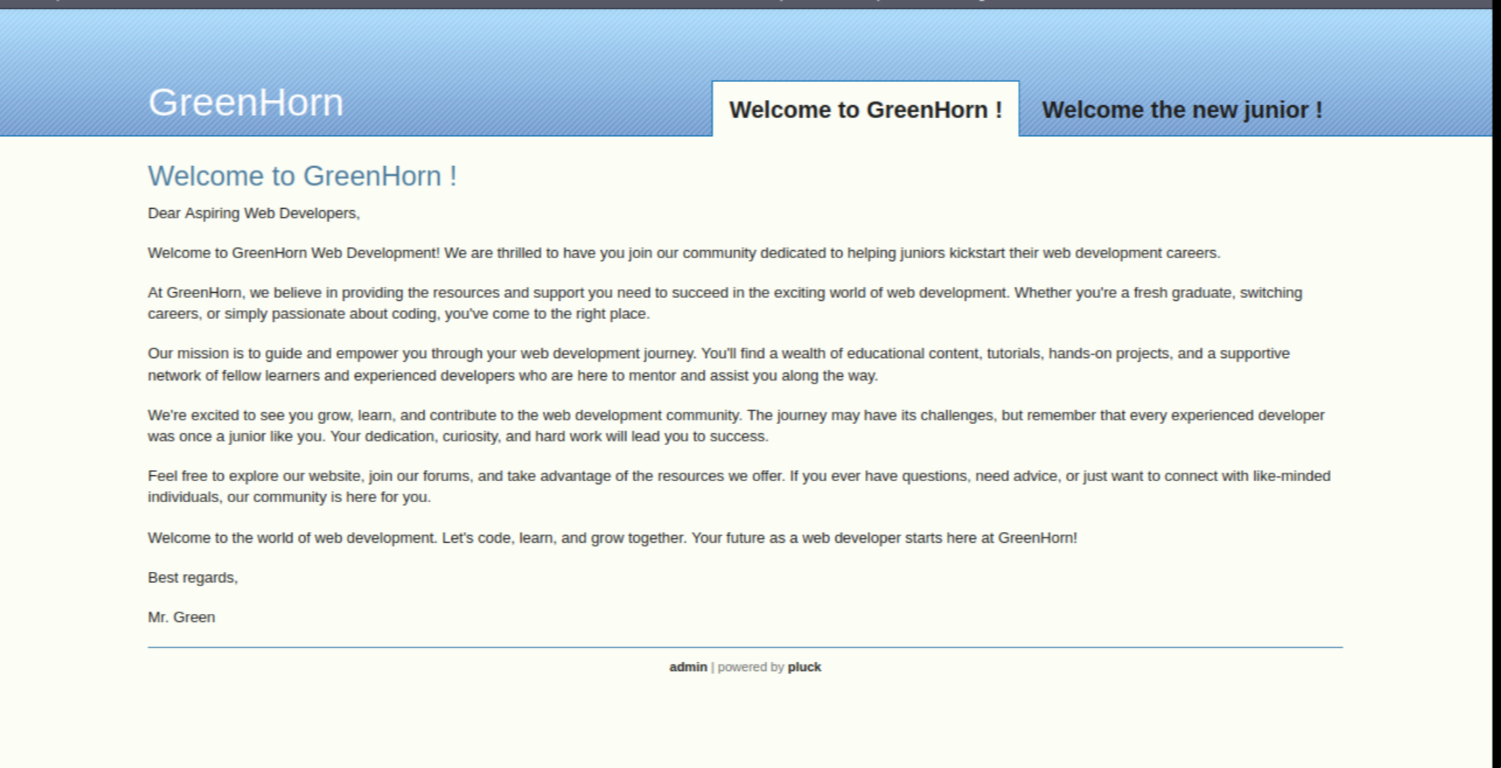 GreenHorn
Welcome to GreenHorn !
Welcome the new junior !
Welcome to GreenHorn !
Dear Aspiring Web Developers,
Welcome to GreenHorn Web Development! We are thrilled to have you join our community dedicated to helping juniors kickstart their web development careers.
At GreenHorn, we believe in providing the resources and support you need to succeed in the exciting world of web development. Whether you're a fresh graduate, switching
careers, or simply passionate about coding, you've come to the right place.
Our mission is to guide and empower you through your web development journey. You'll find a wealth of educational content, tutorials, hands-on projects, and a supportive
network of fellow learners and experienced developers who are here to mentor and assist you along the way.
We're excited to see you grow, learn, and contribute to the web development community. The journey may have its challenges, but remember that every experienced developer
was once a junior like you. Your dedication, curiosity, and hard work will lead you to success.
Feel free to explore our website, join our forums, and take advantage of the resources we offer. If you ever have questions, need advice, or just want to connect with like-minded
individuals, our community is here for you.
Welcome to the world of web development. Let's code, learn, and grow together. Your future as a web developer starts here at GreenHorn!
Best regards,
Mr. Green
admin | powered by pluck